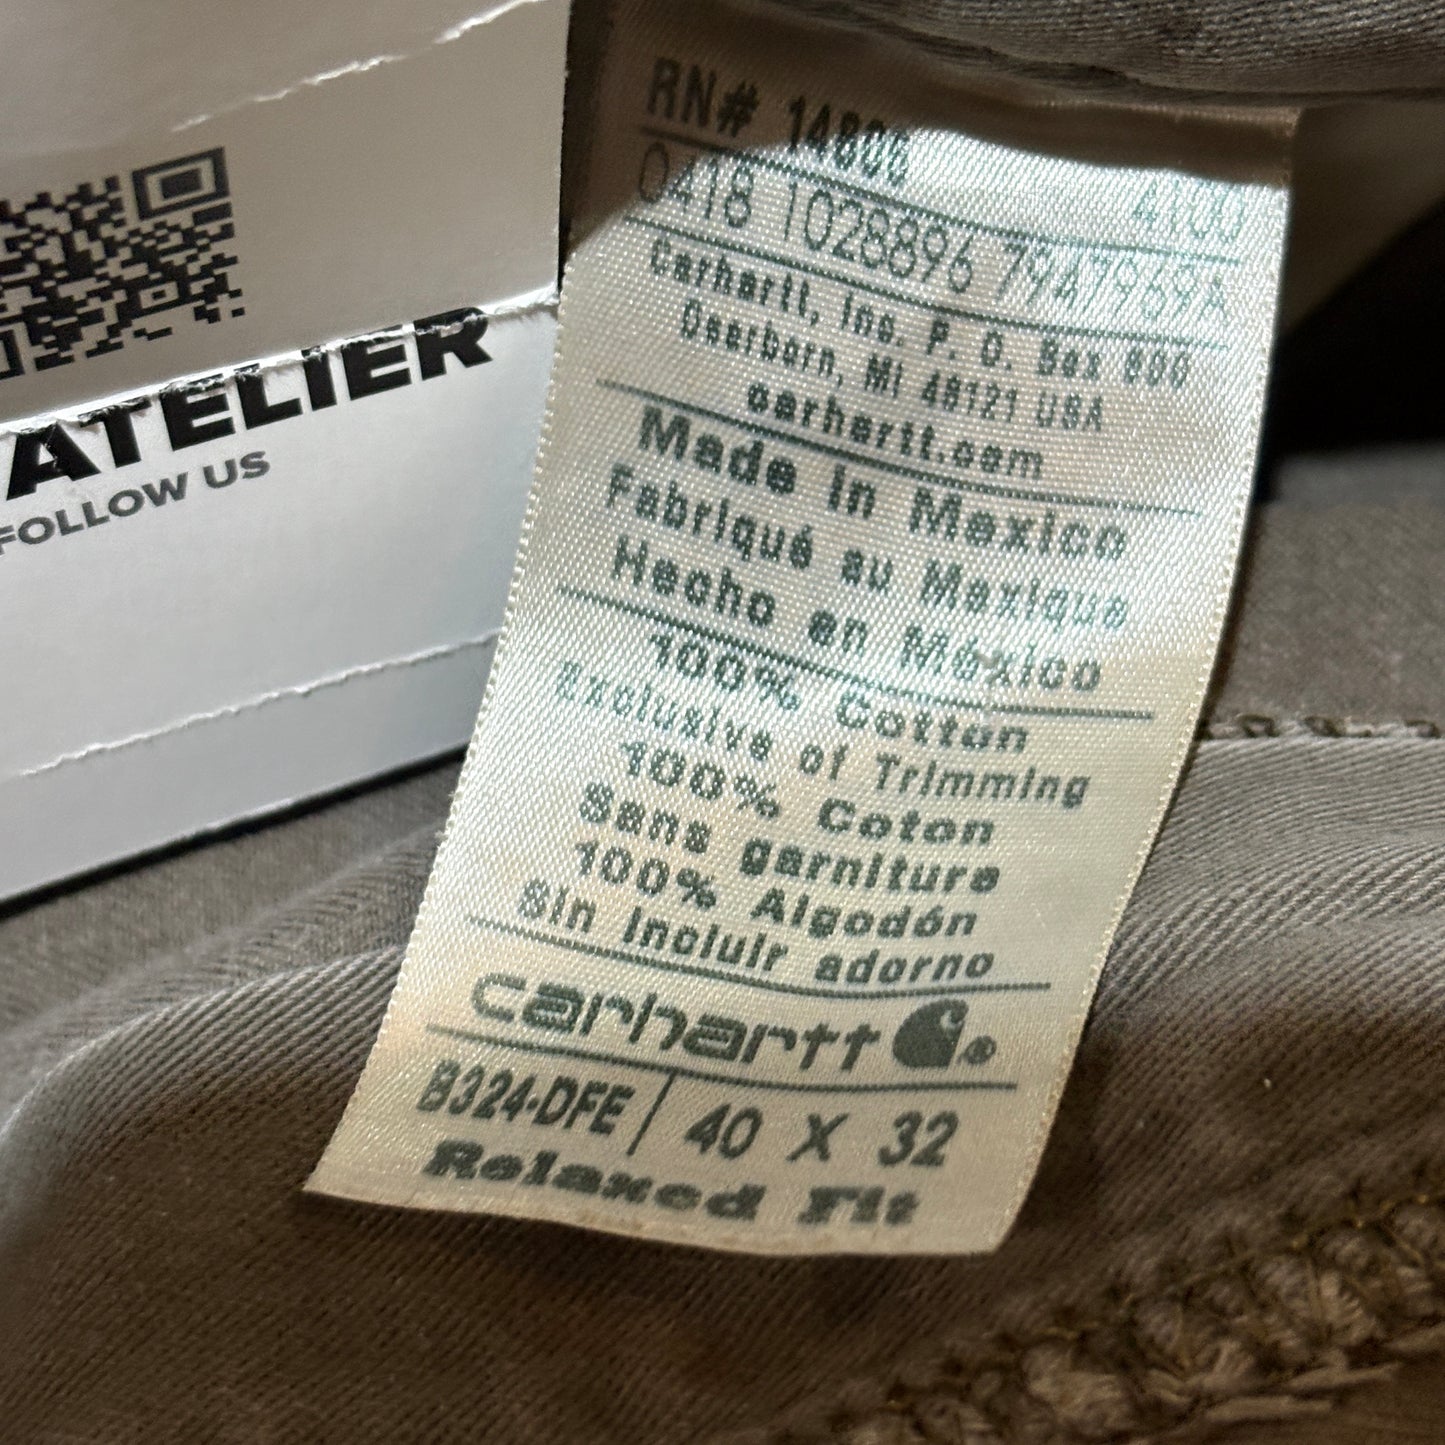 ATELIER
FOLLOW US
RN# 14806
4100
0418 1028896 7947969A
Carhartt, Inc. P. O. Box 600
Dearborn, MI 48121 USA
carhartt.com
Made in Mexico
Fabriqué au Mexique
Hecho en México
100% Cotton
Exclusive of Trimming
100% Coton
Sans garniture
100% Algodón
Sin incluir adorno
carhartt ®
B324-DFE 40 X 32
Relaxed Fit